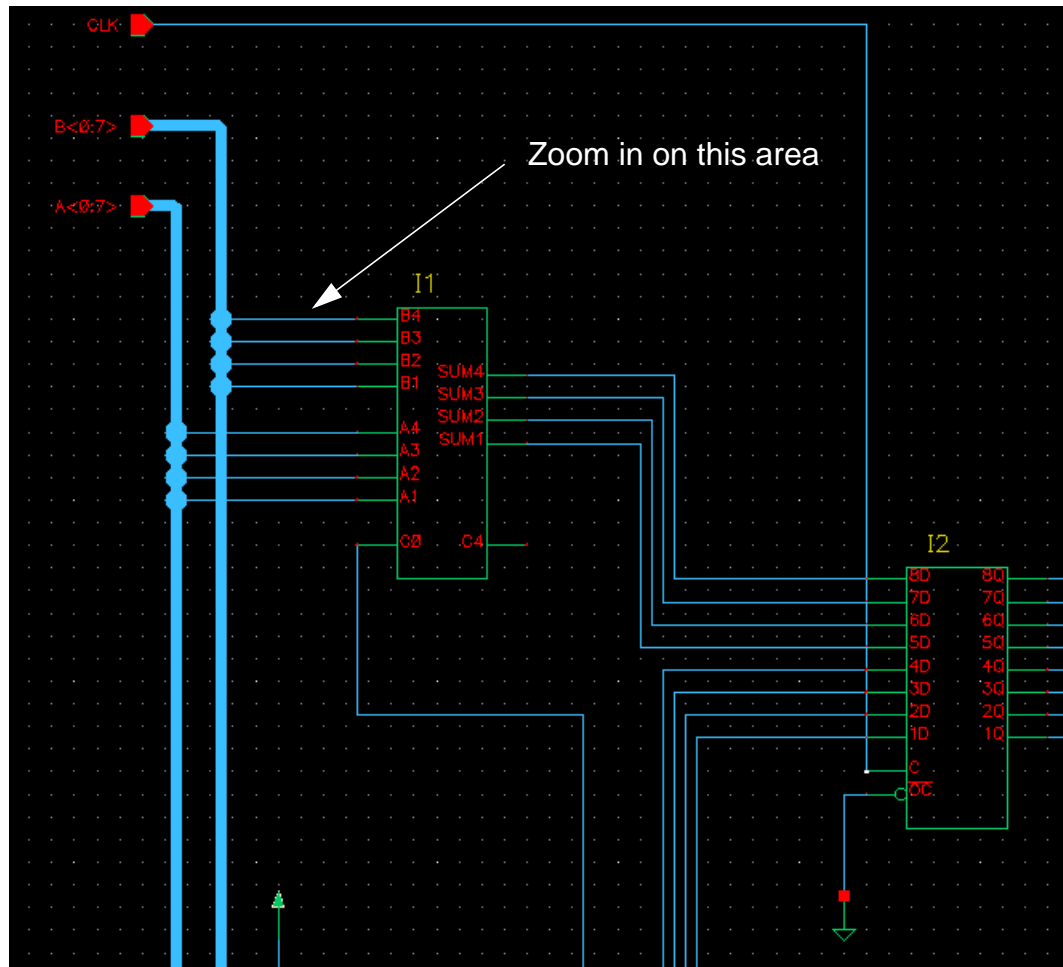 CLK
B<0:7>
Zoom in on this area
A<0:7>
I1
B4
B3
B2
B1
A4
A3
A2
A1
C0
SUM4
SUM3
SUM2
SUM1
C4
I2
8D
7D
6D
5D
4D
3D
2D
1D
C
OC
8Q
7Q
6Q
5Q
4Q
3Q
2Q
1Q